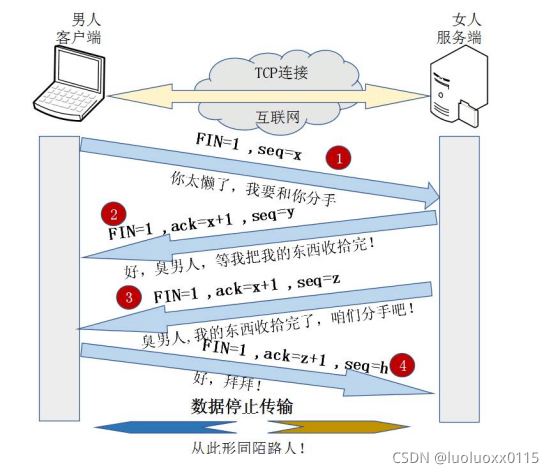 男人
客户端
女人
服务端
TCP连接
互联网
FIN=1 ,seq=x
1
你太懒了，我要和你分手
2
FIN=1 ,ack=x+1 ,seq=y
好，臭男人，等我把我的东西收拾完！
3
FIN=1 ,ack=x+1 ,seq=z
臭男人,我的东西收拾完了，咱们分手吧！
FIN=1 ,ack=z+1 ,seq=h
4
好，拜拜！
数据停止传输
从此形同陌路人！
CSDN @luoluoxx0115